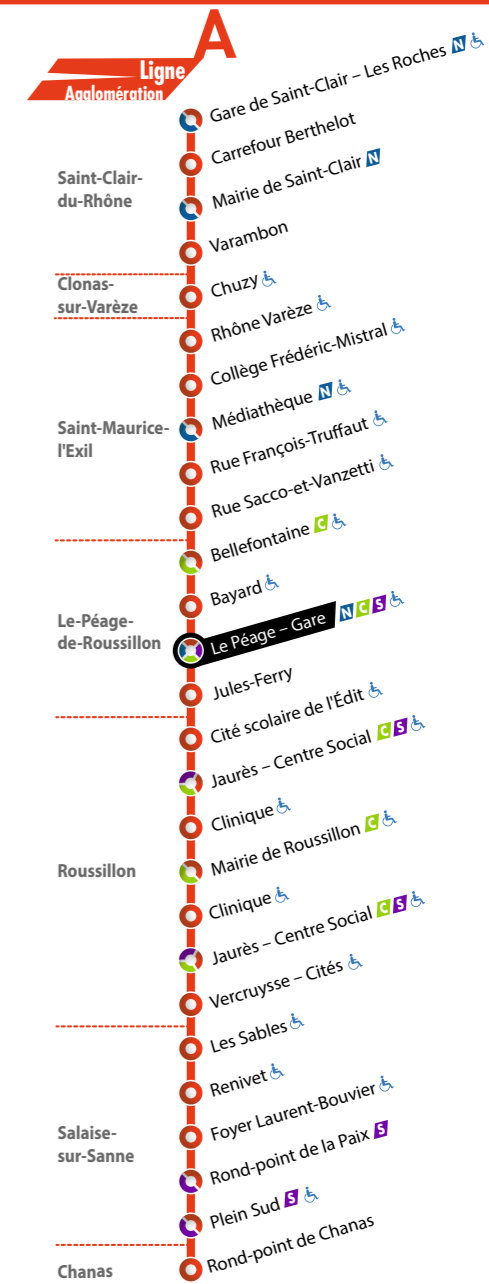 A
Ligne
Agglomération
Gare de Saint-Clair – Les Roches N
Carrefour Berthelot
Mairie de Saint-Clair N
Varambon
Saint-Clair-
du-Rhône
Chuzy
Clonas-
sur-Varèze
Rhône Varèze
Collège Frédéric-Mistral
Médiathèque N
Rue François-Truffaut
Rue Sacco-et-Vanzetti
Saint-Maurice-
l'Exil
Bellefontaine C
Bayard
Le Péage – Gare N C S
Jules-Ferry
Le-Péage-
de-Roussillon
Cité scolaire de l'Édit
Jaurès – Centre Social C S
Clinique
Mairie de Roussillon C
Clinique
Jaurès – Centre Social C S
Vercruysse – Cités
Roussillon
Les Sables
Renivet
Foyer Laurent-Bouvier
Rond-point de la Paix S
Plein Sud S
Salaise-
sur-Sanne
Rond-point de Chanas
Chanas